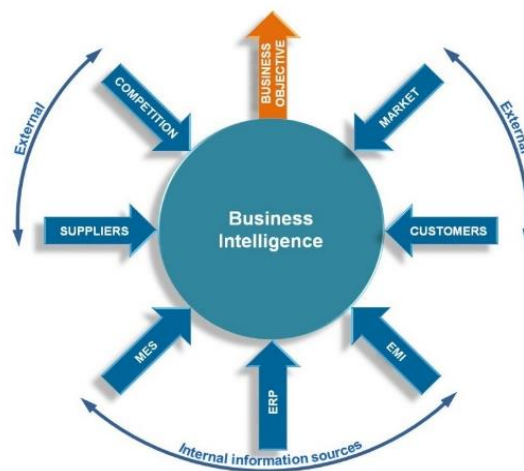 BUSINESS
OBJECTIVE
COMPETITION
MARKET
External
External
Business
Intelligence
SUPPLIERS
CUSTOMERS
MES
ERP
EMI
Internal information sources